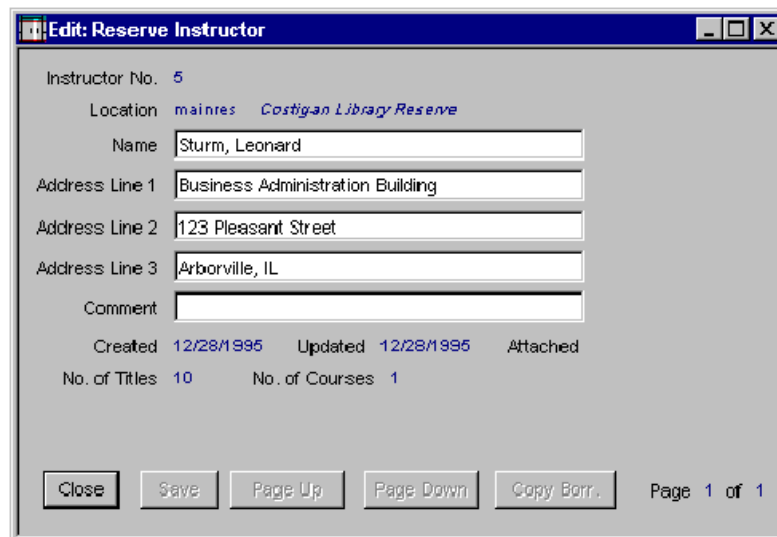 Edit: Reserve Instructor
Instructor No. 5
Location mainres Costigan Library Reserve
Name Sturm, Leonard
Address Line 1 Business Administration Building
Address Line 2 123 Pleasant Street
Address Line 3 Arborville, IL
Comment
Created 12/28/1995 Updated 12/28/1995 Attached
No. of Titles 10 No. of Courses 1
Close Save Page Up Page Down Copy Borr. Page 1 of 1